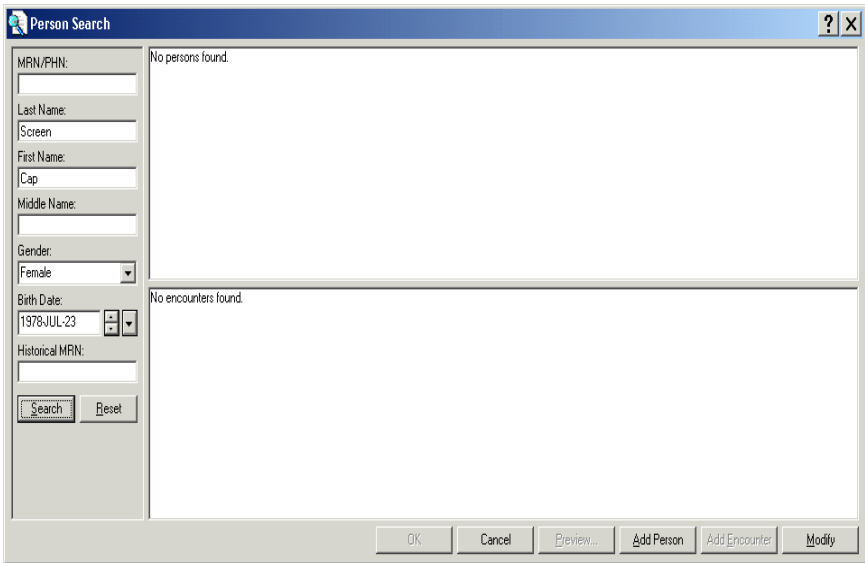 Person Search
MRN/PHN:
Last Name:
Screen
First Name:
Cap
Middle Name:
Gender:
Female
Birth Date:
1978-JUL-23
Historical MRN:
Search Reset
No persons found.
No encounters found.
OK Cancel Preview... Add Person Add Encounter Modify